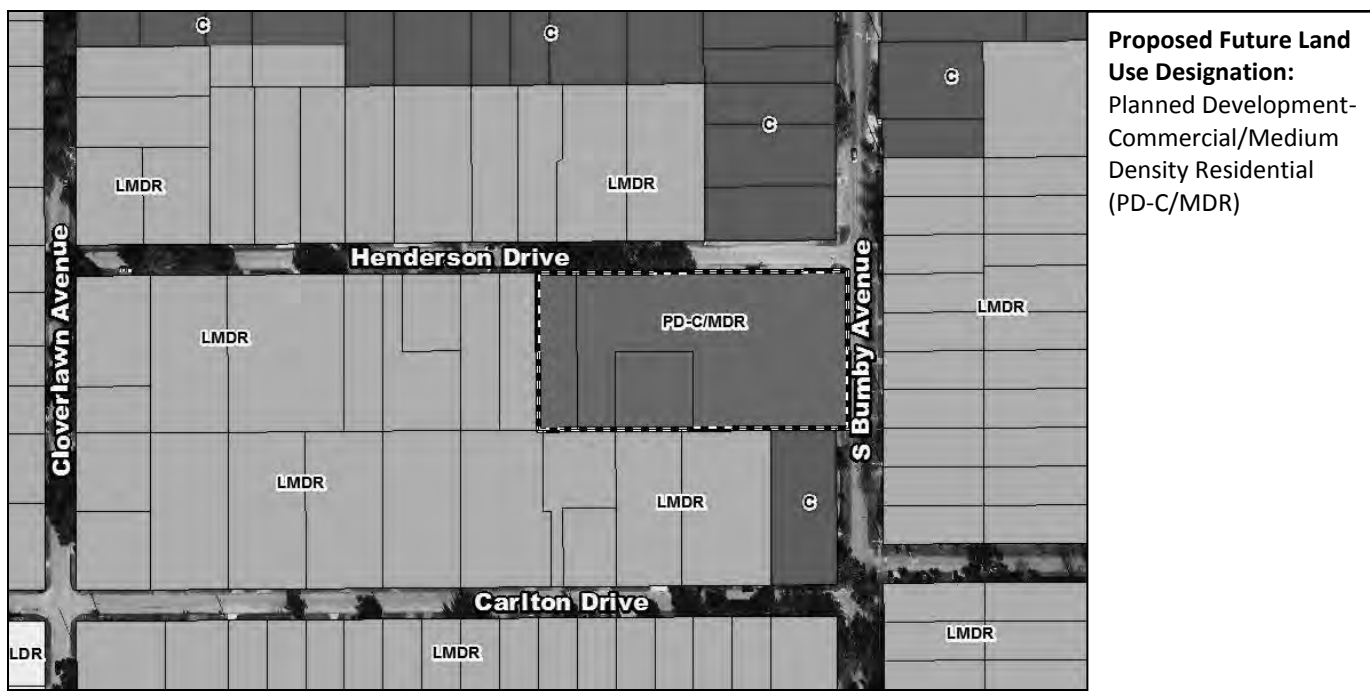 Proposed Future Land
Use Designation:
Planned Development-
Commercial/Medium
Density Residential
(PD-C/MDR)
C
C
C
C
LMDR
LMDR
Cloverlawn Avenue
Henderson Drive
S Bumby Avenue
LMDR
PD-C/MDR
LMDR
LMDR
LMDR
C
Carlton Drive
LDR
LMDR
LMDR